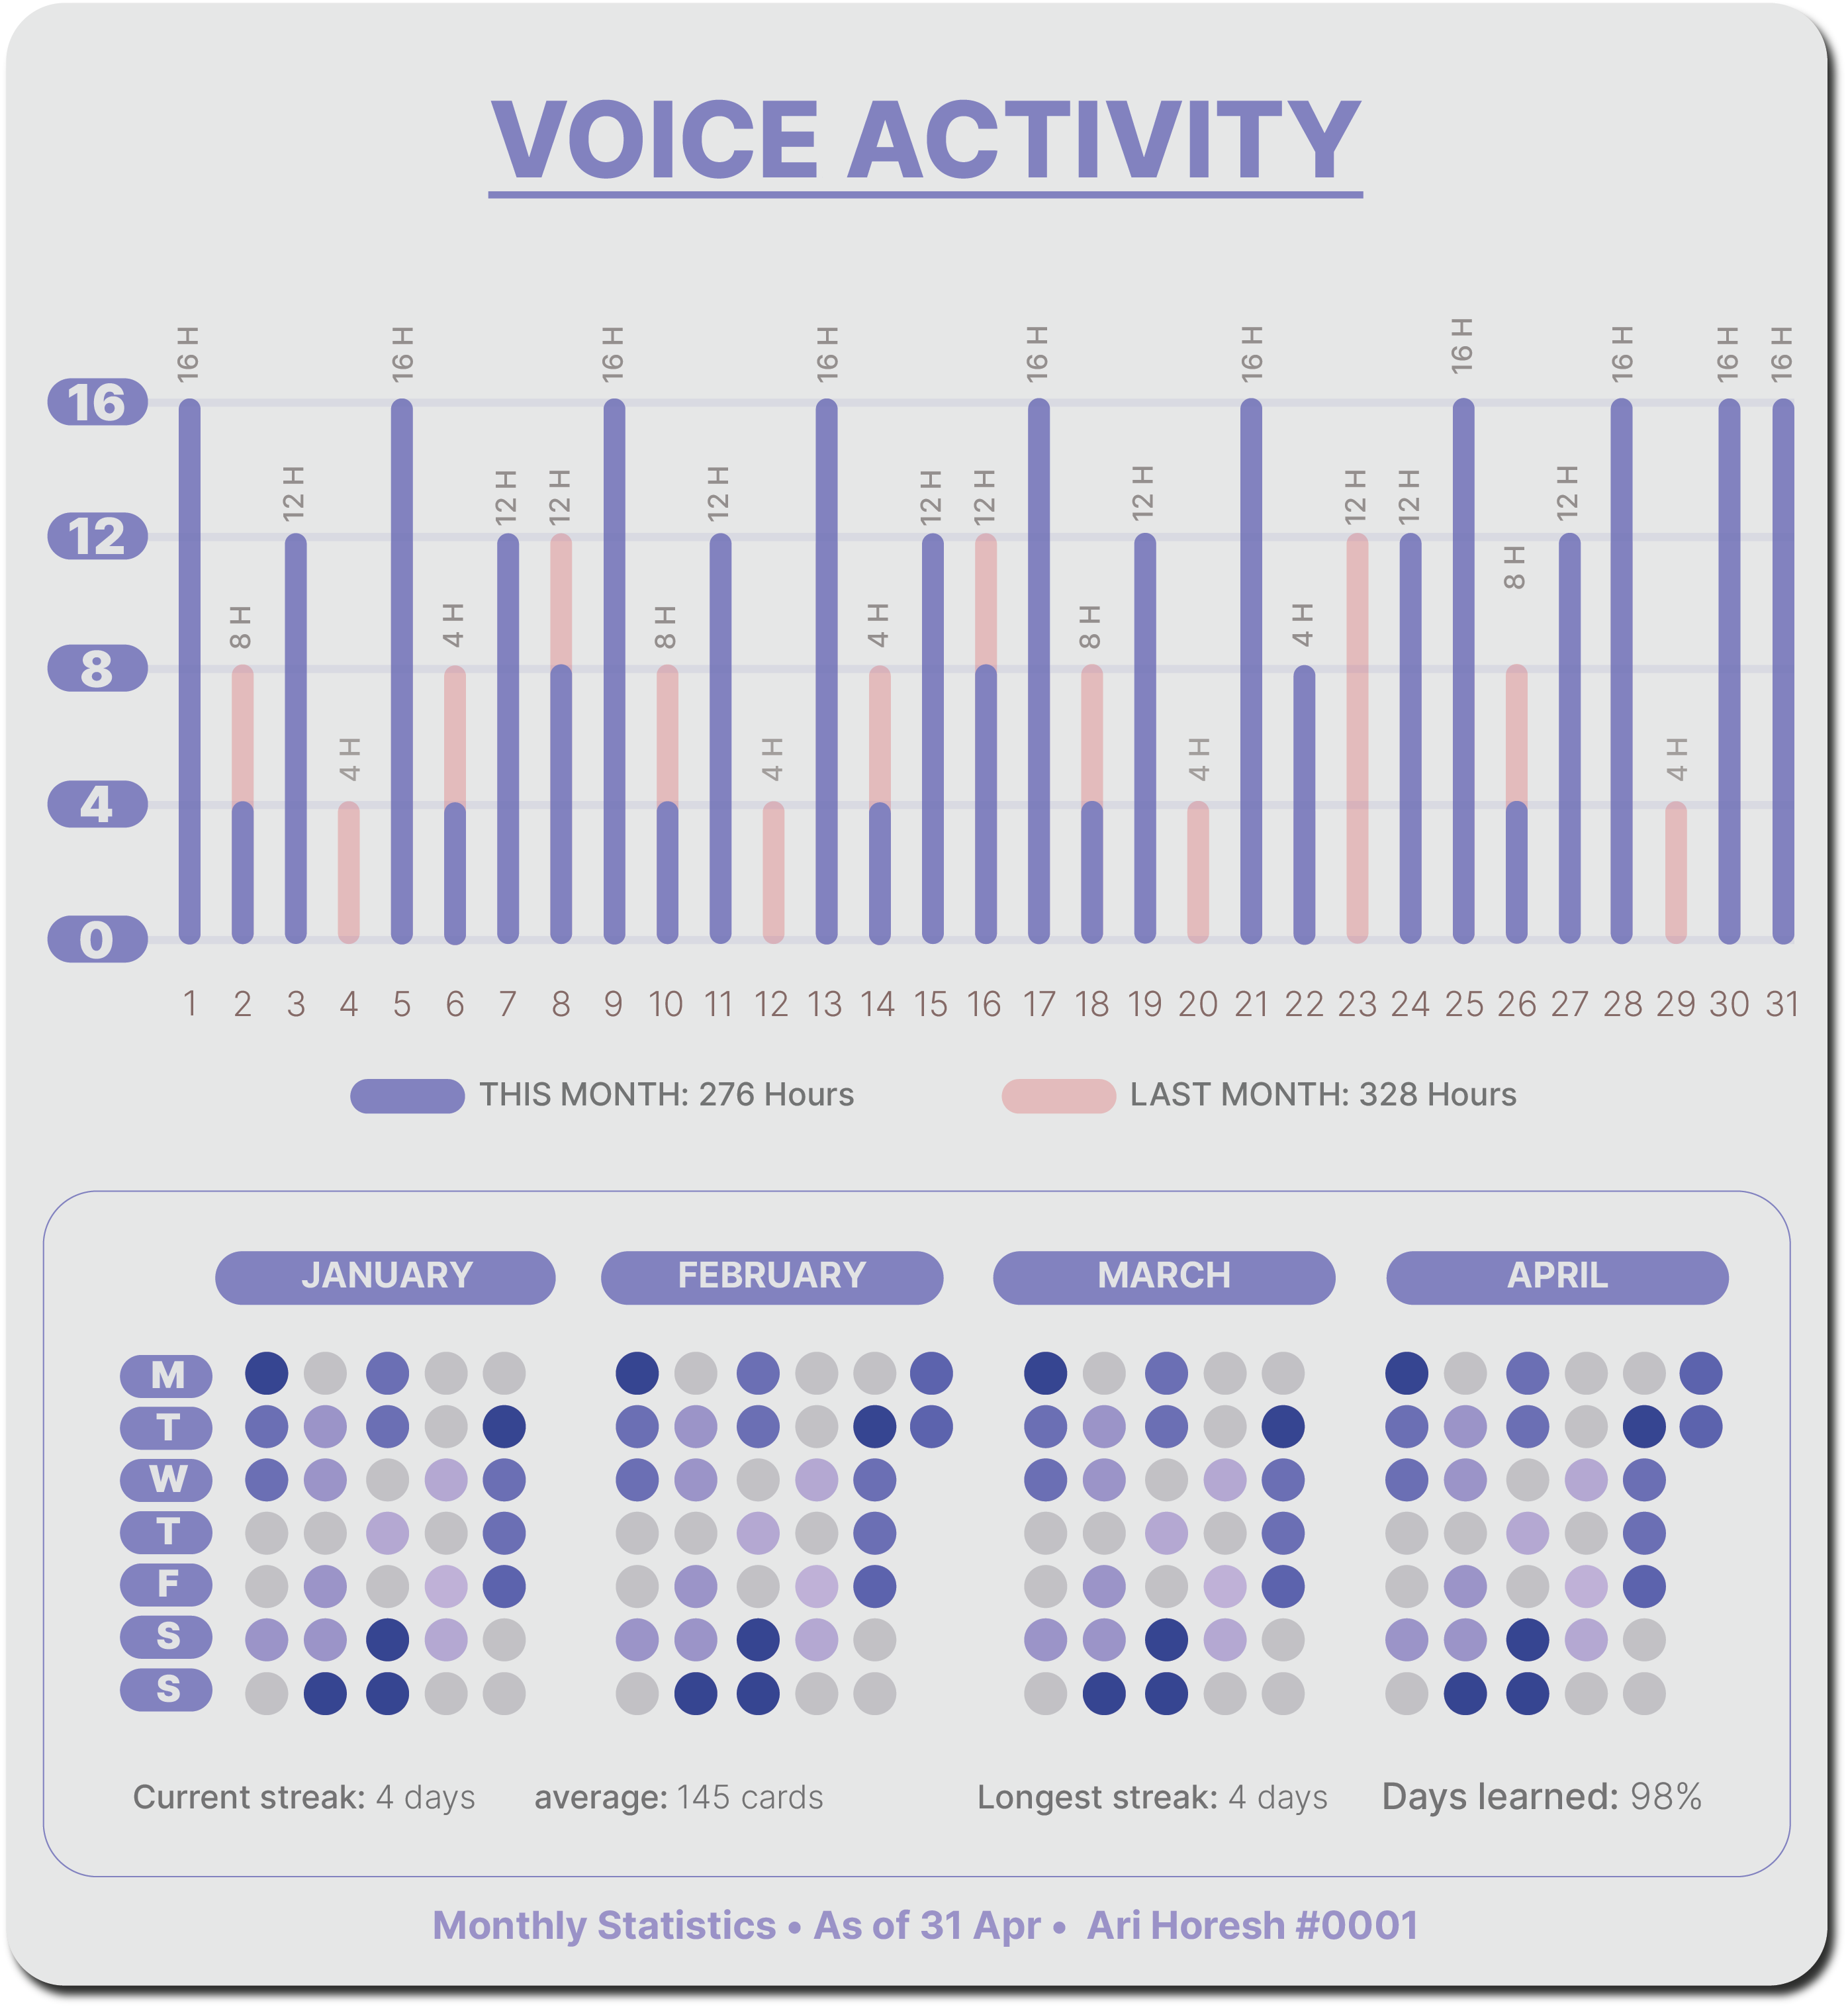 VOICE ACTIVITY
16 H 16 H 16 H 16 H 16 H 16 H 16 H 16 H 16 H 16 H
16
12 H 12 H 12 H 12 H 12 H 12 H 12 H 12 H 12 H 12 H
12
8 H
8 H 4 H 8 H 4 H 8 H 4 H
8
4 H 4 H 4 H 4 H
4
0
1 2 3 4 5 6 7 8 9 10 11 12 13 14 15 16 17 18 19 20 21 22 23 24 25 26 27 28 29 30 31
THIS MONTH: 276 Hours LAST MONTH: 328 Hours
JANUARY FEBRUARY MARCH APRIL
M
T
W
T
F
S
S
Current streak: 4 days average: 145 cards Longest streak: 4 days Days learned: 98%
Monthly Statistics • As of 31 Apr • Ari Horesh #0001